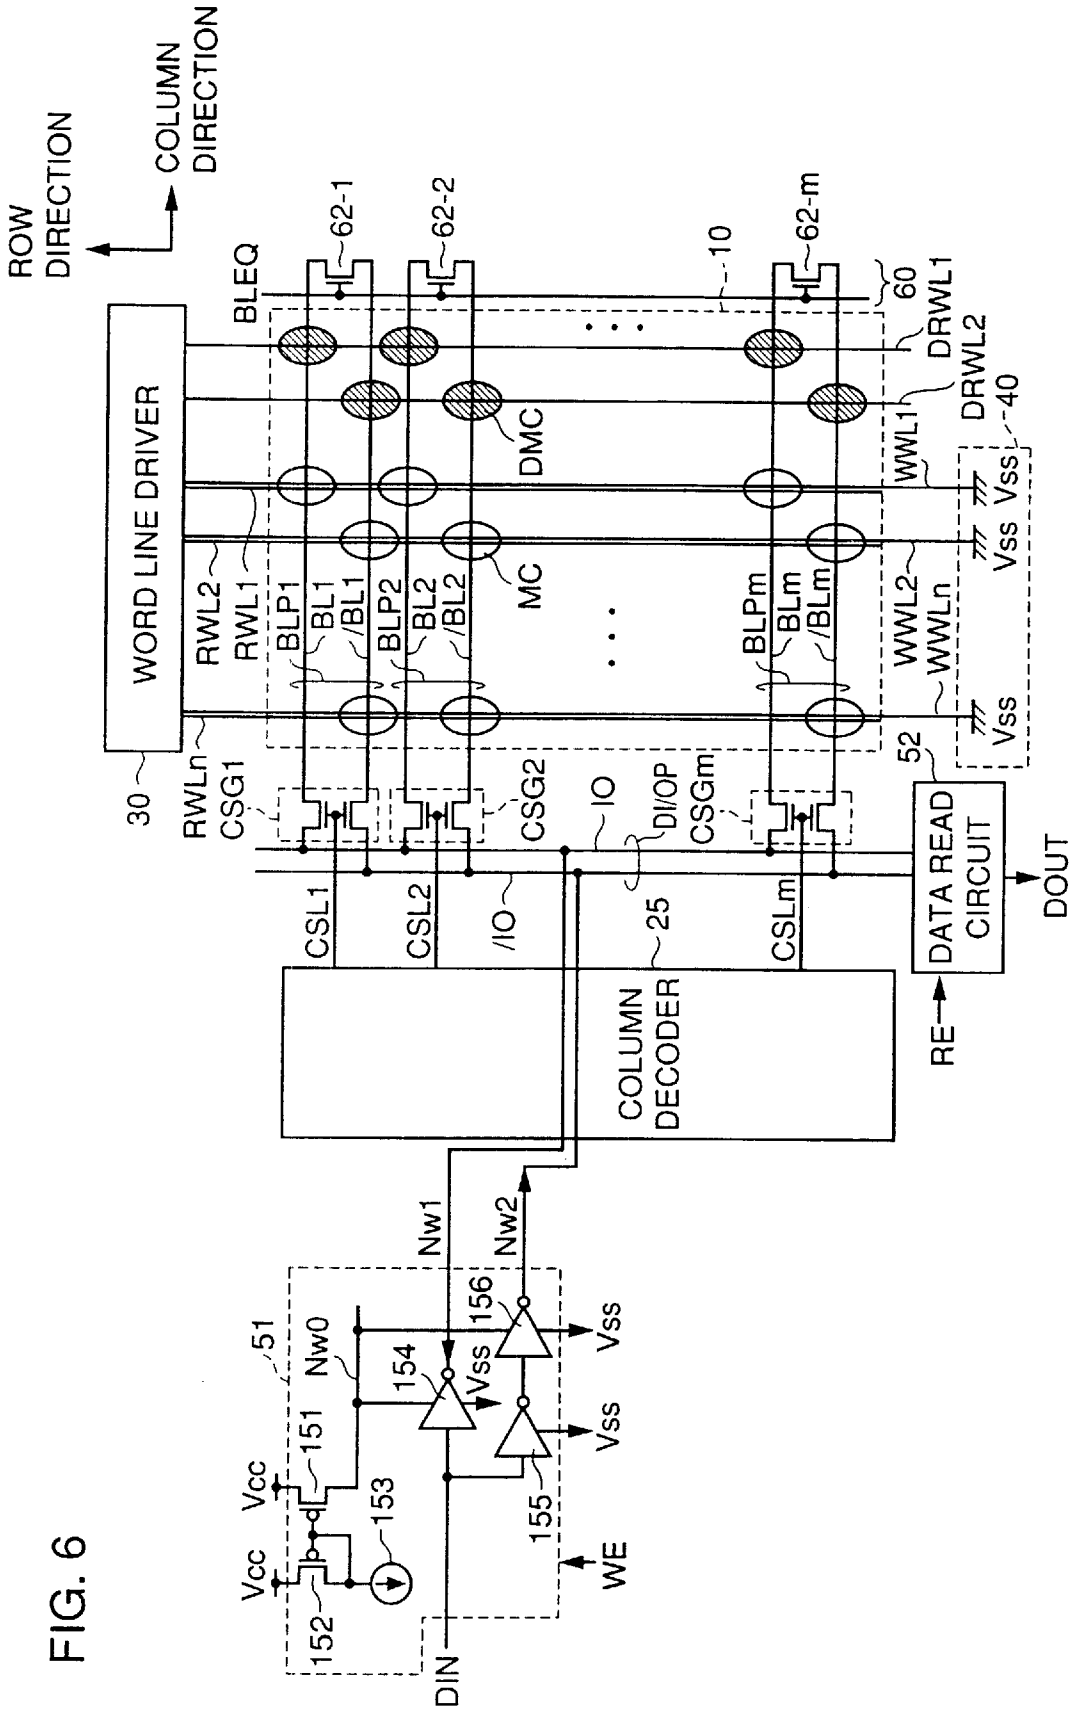 FIG. 6
ROW
DIRECTION
COLUMN
DIRECTION
WORD LINE DRIVER
30
RWLn
RWL2
RWL1
BLEQ
CSG1
BLP1
BL1
/BL1
62-1
CSL1
CSG2
BLP2
BL2
/BL2
62-2
CSL2
MC
DMC
10
/IO
IO
DI/OP
CSGm
BLPm
BLm
/BLm
62-m
CSLm
60
DRWL1
DRWL2
WWL1
WWL2
WWLn
40
Vss
Vss
Vss
COLUMN
DECODER
25
52
DATA READ
CIRCUIT
RE
DOUT
51
Vcc
Vcc
152
151
153
Nw0
154
Vss
Nw1
155
156
Nw2
Vss
Vss
DIN
WE